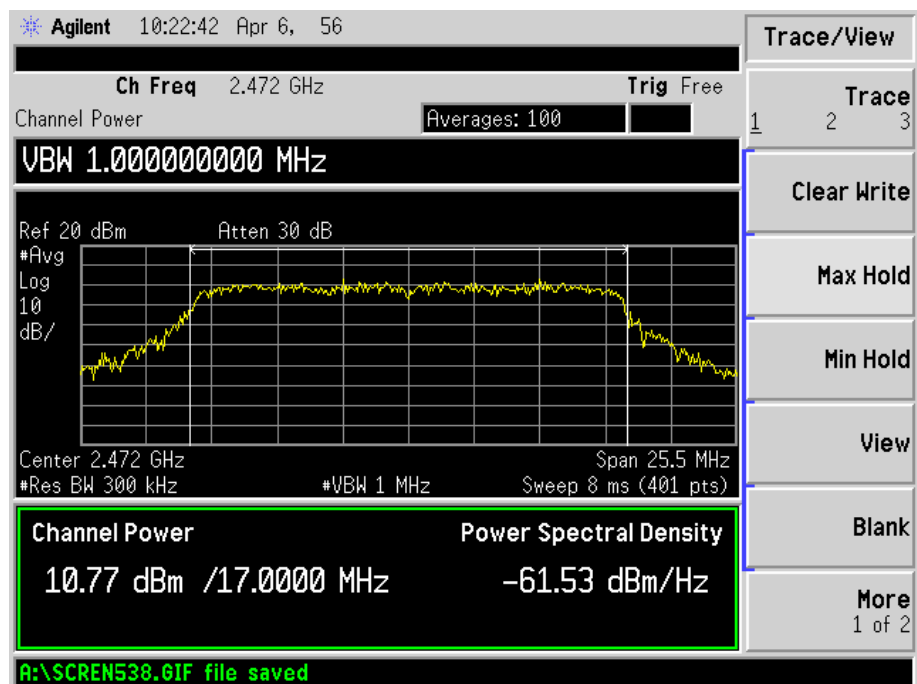 Agilent 10:22:42 Apr 6, 56
Trace/View
Ch Freq 2.472 GHz Trig Free
Channel Power Averages: 100
VBW 1.000000000 MHz
Ref 20 dBm Atten 30 dB
#Avg
Log
10
dB/
Center 2.472 GHz Span 25.5 MHz
#Res BW 300 kHz #VBW 1 MHz Sweep 8 ms (401 pts)
Channel Power Power Spectral Density
10.77 dBm /17.0000 MHz -61.53 dBm/Hz
A:\SCREN538.GIF file saved
Trace
1 2 3
Clear Write
Max Hold
Min Hold
View
Blank
More
1 of 2